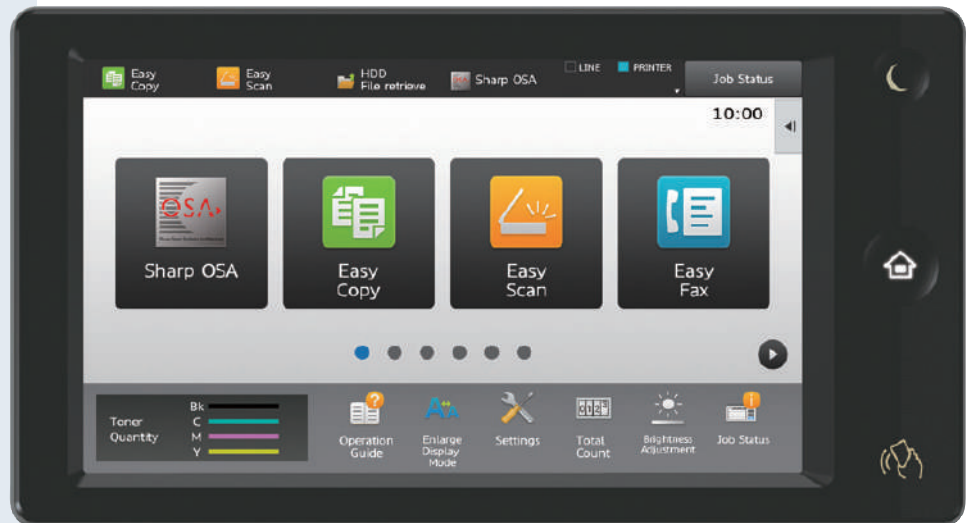 Easy
Copy
Easy
Scan
HDD
File retrieve
Sharp OSA
LINE
PRINTER
Job Status
10:00
OSA
Sharp OSA
Easy
Copy
Easy
Scan
Easy
Fax
Toner
Quantity
Bk
C
M
Y
Operation
Guide
Enlarge
Display
Mode
Settings
Total
Count
Brightness
Adjustment
Job Status